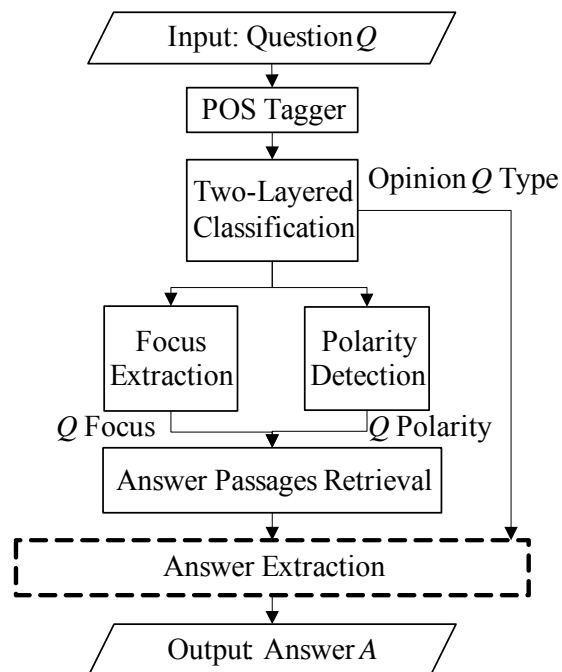 Input: Question Q
POS Tagger
Two-Layered
Classification
Opinion Q Type
Focus
Extraction
Polarity
Detection
Q Focus
Q Polarity
Answer Passages Retrieval
Answer Extraction
Output: Answer A